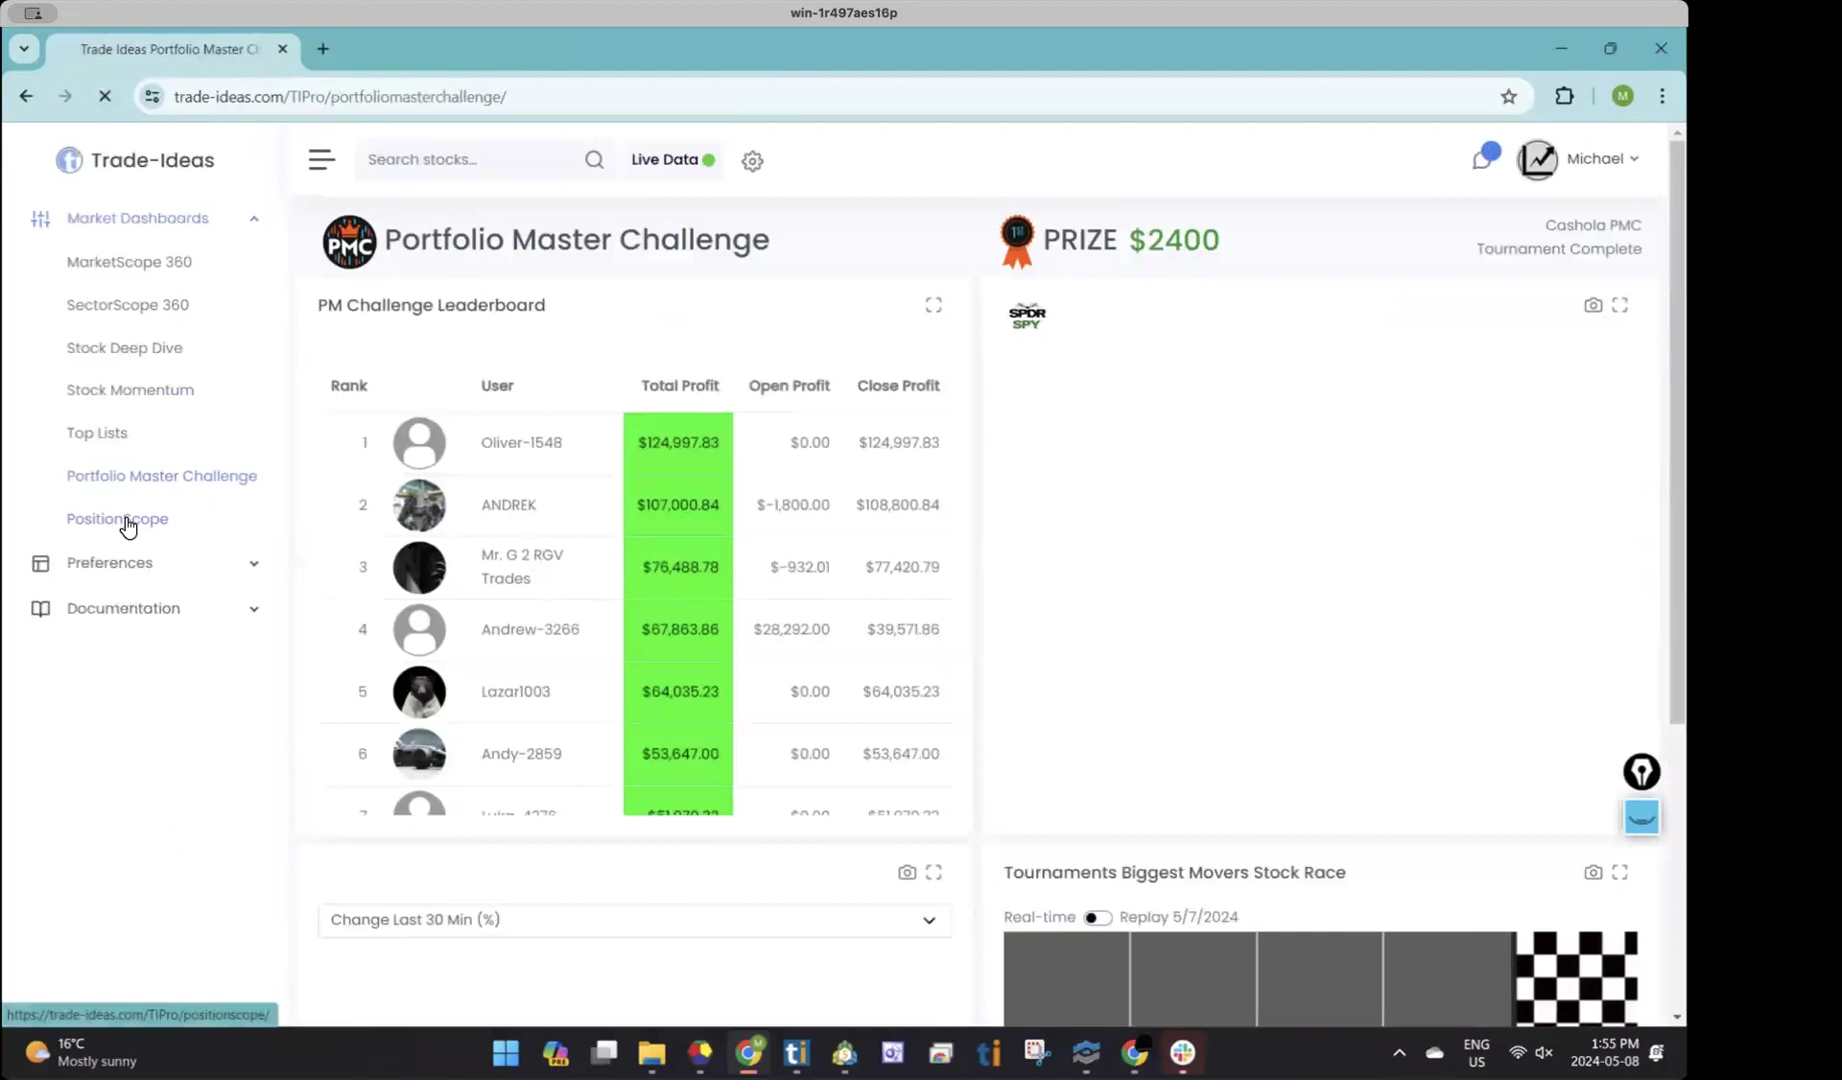 win-1r497aes16p
Trade Ideas Portfolio Master Ch
trade-ideas.com/TIPro/portfoliomasterchallenge/
M
Trade-Ideas
Search stocks...
Live Data
Michael
Market Dashboards
MarketScope 360
SectorScope 360
Stock Deep Dive
Stock Momentum
Top Lists
Portfolio Master Challenge
PositionScope
Preferences
Documentation
PMC
Portfolio Master Challenge
1st
PRIZE $2400
Cashola PMC
Tournament Complete
PM Challenge Leaderboard
SPDR
SPY
Rank User Total Profit Open Profit Close Profit
1 Oliver-1548 $124,997.83 $0.00 $124,997.83
2 ANDREK $107,000.84 $-1,800.00 $108,800.84
3 Mr. G 2 RGV Trades $76,488.78 $-932.01 $77,420.79
4 Andrew-3266 $67,863.86 $28,292.00 $39,571.86
5 Lazar1003 $64,035.23 $0.00 $64,035.23
6 Andy-2859 $53,647.00 $0.00 $53,647.00
Change Last 30 Min (%)
Tournaments Biggest Movers Stock Race
Real-time Replay 5/7/2024
https://trade-ideas.com/TIPro/positionscope/
16°C
Mostly sunny
PRE
ti
ti
ENG
US
1:55 PM
2024-05-08